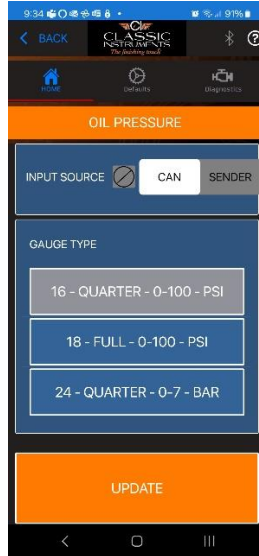 9:34
91%
BACK
CI
CLASSIC
INSTRUMENTS
The finishing touch
HOME
Defaults
Diagnostics
OIL PRESSURE
INPUT SOURCE CAN SENDER
GAUGE TYPE
16 - QUARTER - 0-100 - PSI
18 - FULL - 0-100 - PSI
24 - QUARTER - 0-7 - BAR
UPDATE